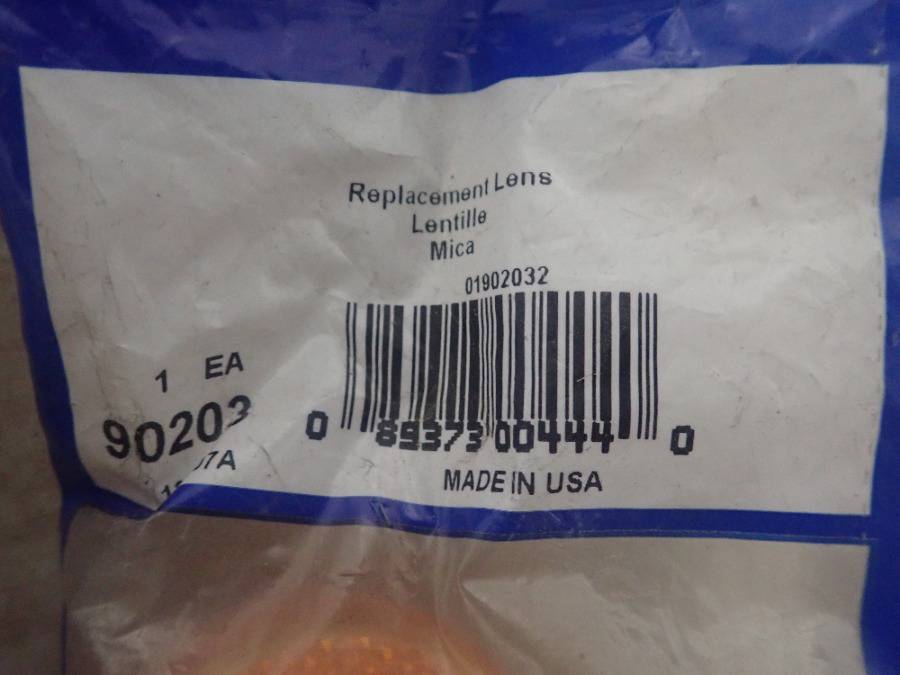 Replacement Lens
Lentille
Mica
01902032
1 EA
90203
0 89373 00444 0
MADE IN USA